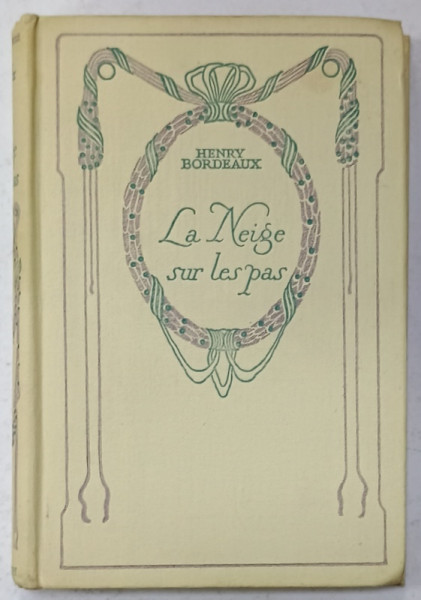 HENRY
BORDEAUX
La Neige
sur les pas